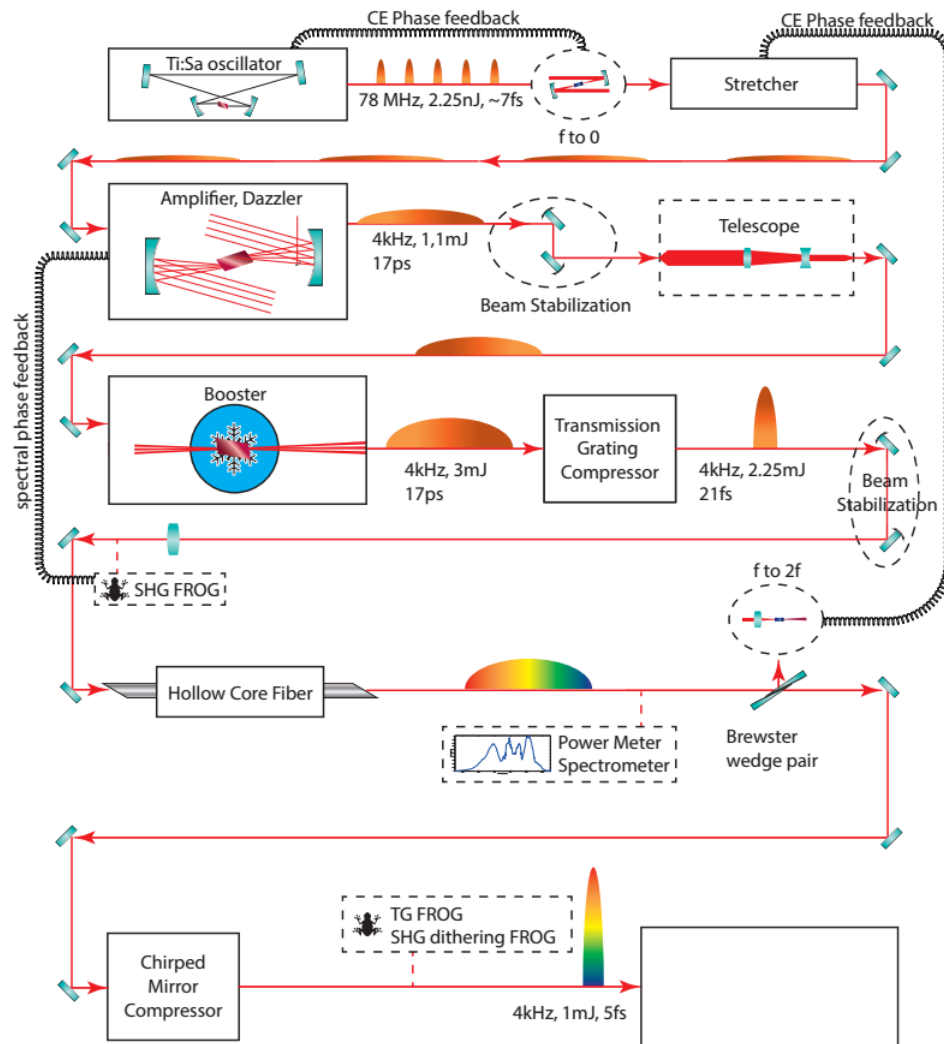 CE Phase feedback
CE Phase feedback
Ti:Sa oscillator
78 MHz, 2.25nJ, ~7fs
f to 0
Stretcher
Amplifier, Dazzler
4kHz, 1,1mJ
17ps
Beam Stabilization
Telescope
spectral phase feedback
Booster
4kHz, 3mJ
17ps
Transmission
Grating
Compressor
4kHz, 2.25mJ
21fs
Beam
Stabilization
SHG FROG
f to 2f
Hollow Core Fiber
Power Meter
Spectrometer
Brewster
wedge pair
TG FROG
SHG dithering FROG
Chirped
Mirror
Compressor
4kHz, 1mJ, 5fs